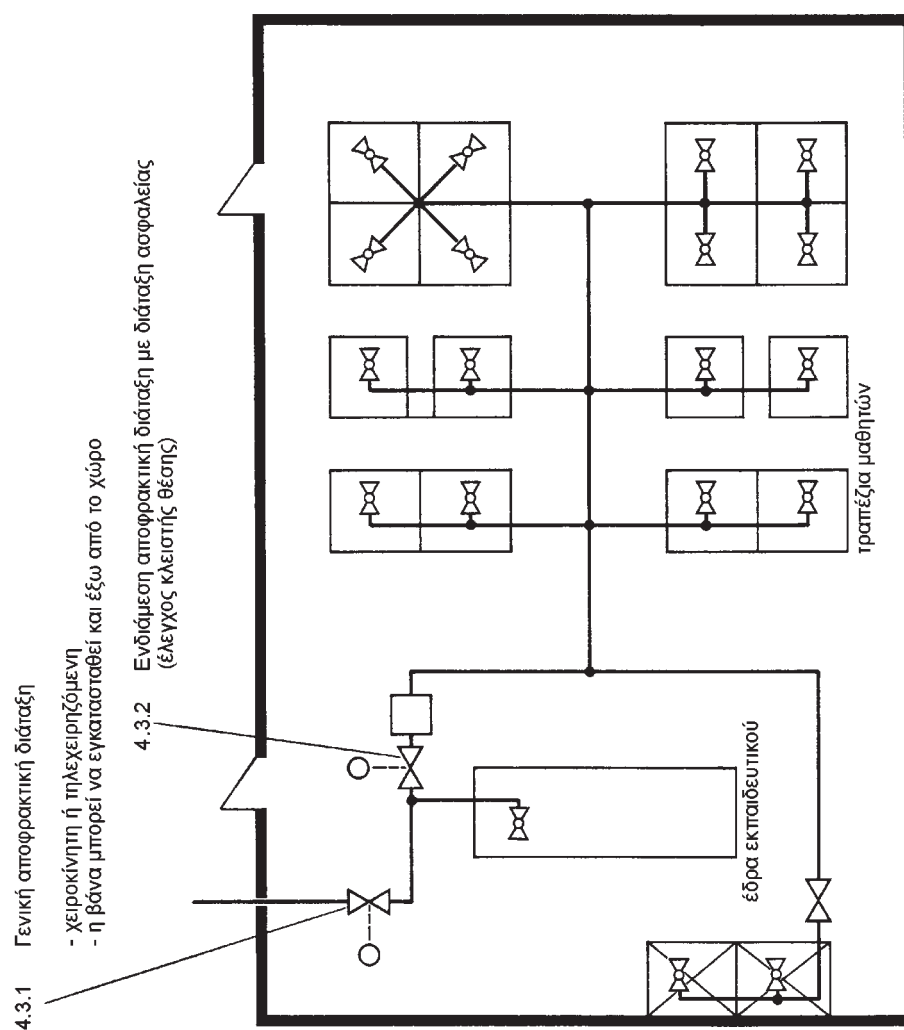 4.3.1 Γενική αποφρακτική διάταξη
- χειροκίνητη ή τηλεχειρηζόμενη
- η βάνα μπορεί να εγκατασταθεί και έξω από το χώρο
4.3.2 Ενδιάμεση αποφρακτική διάταξη με διάταξη ασφαλείας
(έλεγχος κλειστής θέσης)
έδρα εκπαιδευτικού
τραπέζια μαθητών